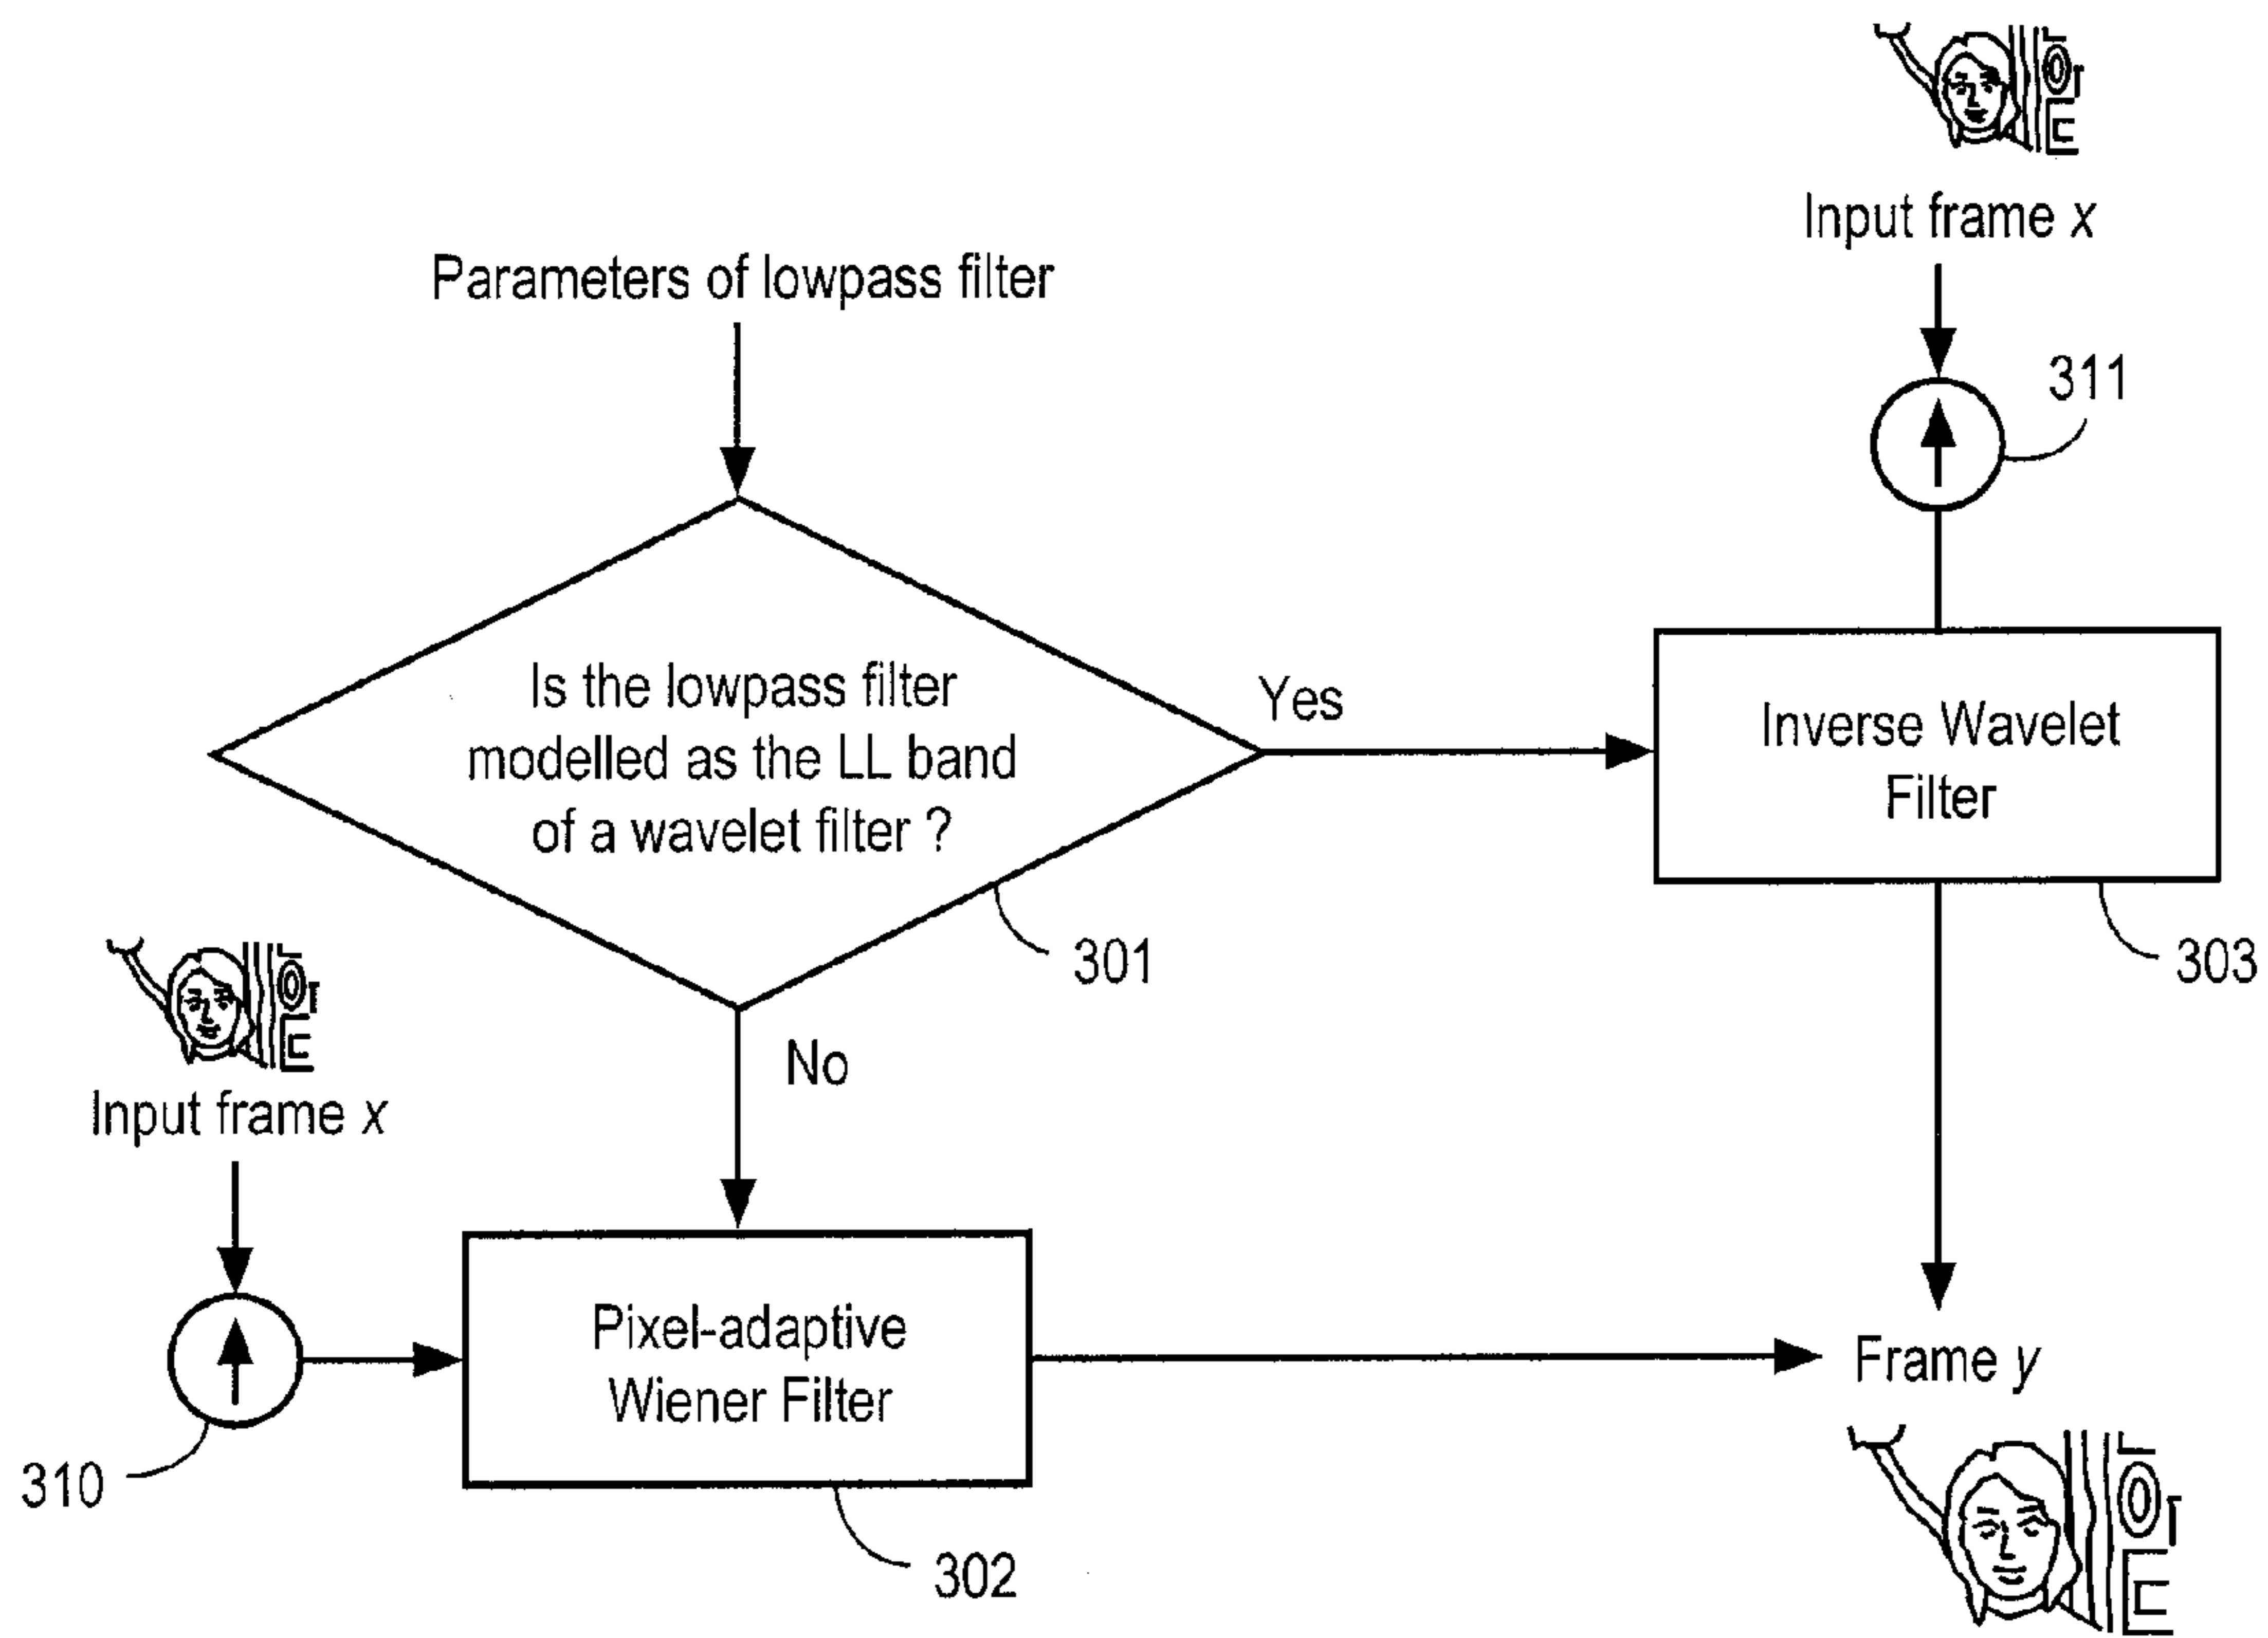 Input frame x
Parameters of lowpass filter
311
Is the lowpass filter
modelled as the LL band
of a wavelet filter ?
Yes
Inverse Wavelet
Filter
301
303
No
Input frame x
Pixel-adaptive
Wiener Filter
Frame y
310
302